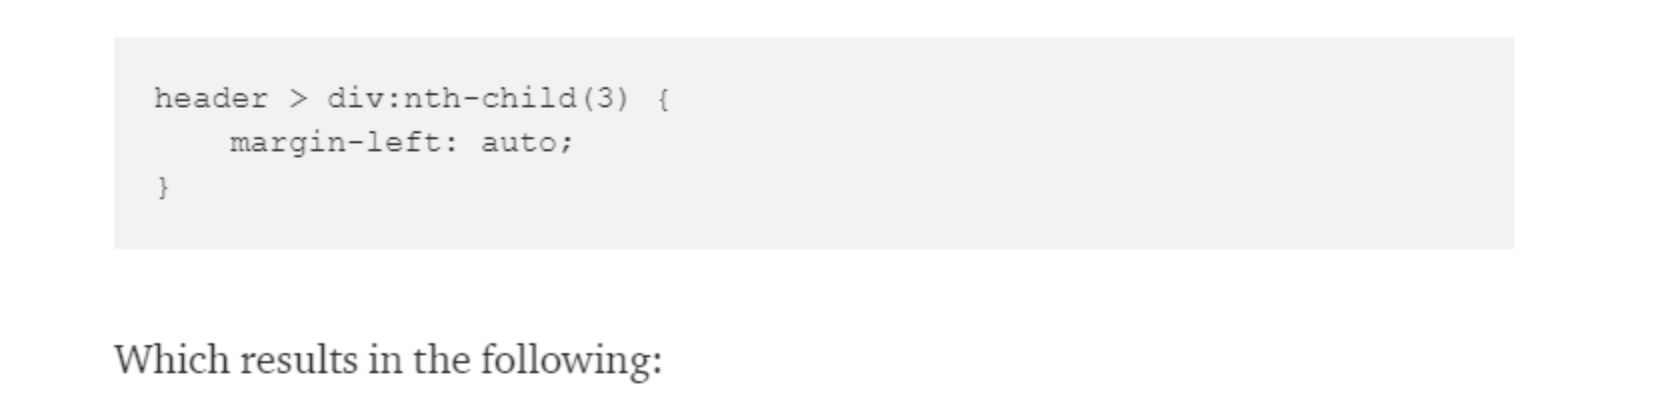 header > div:nth-child(3) {
    margin-left: auto;
}
Which results in the following: